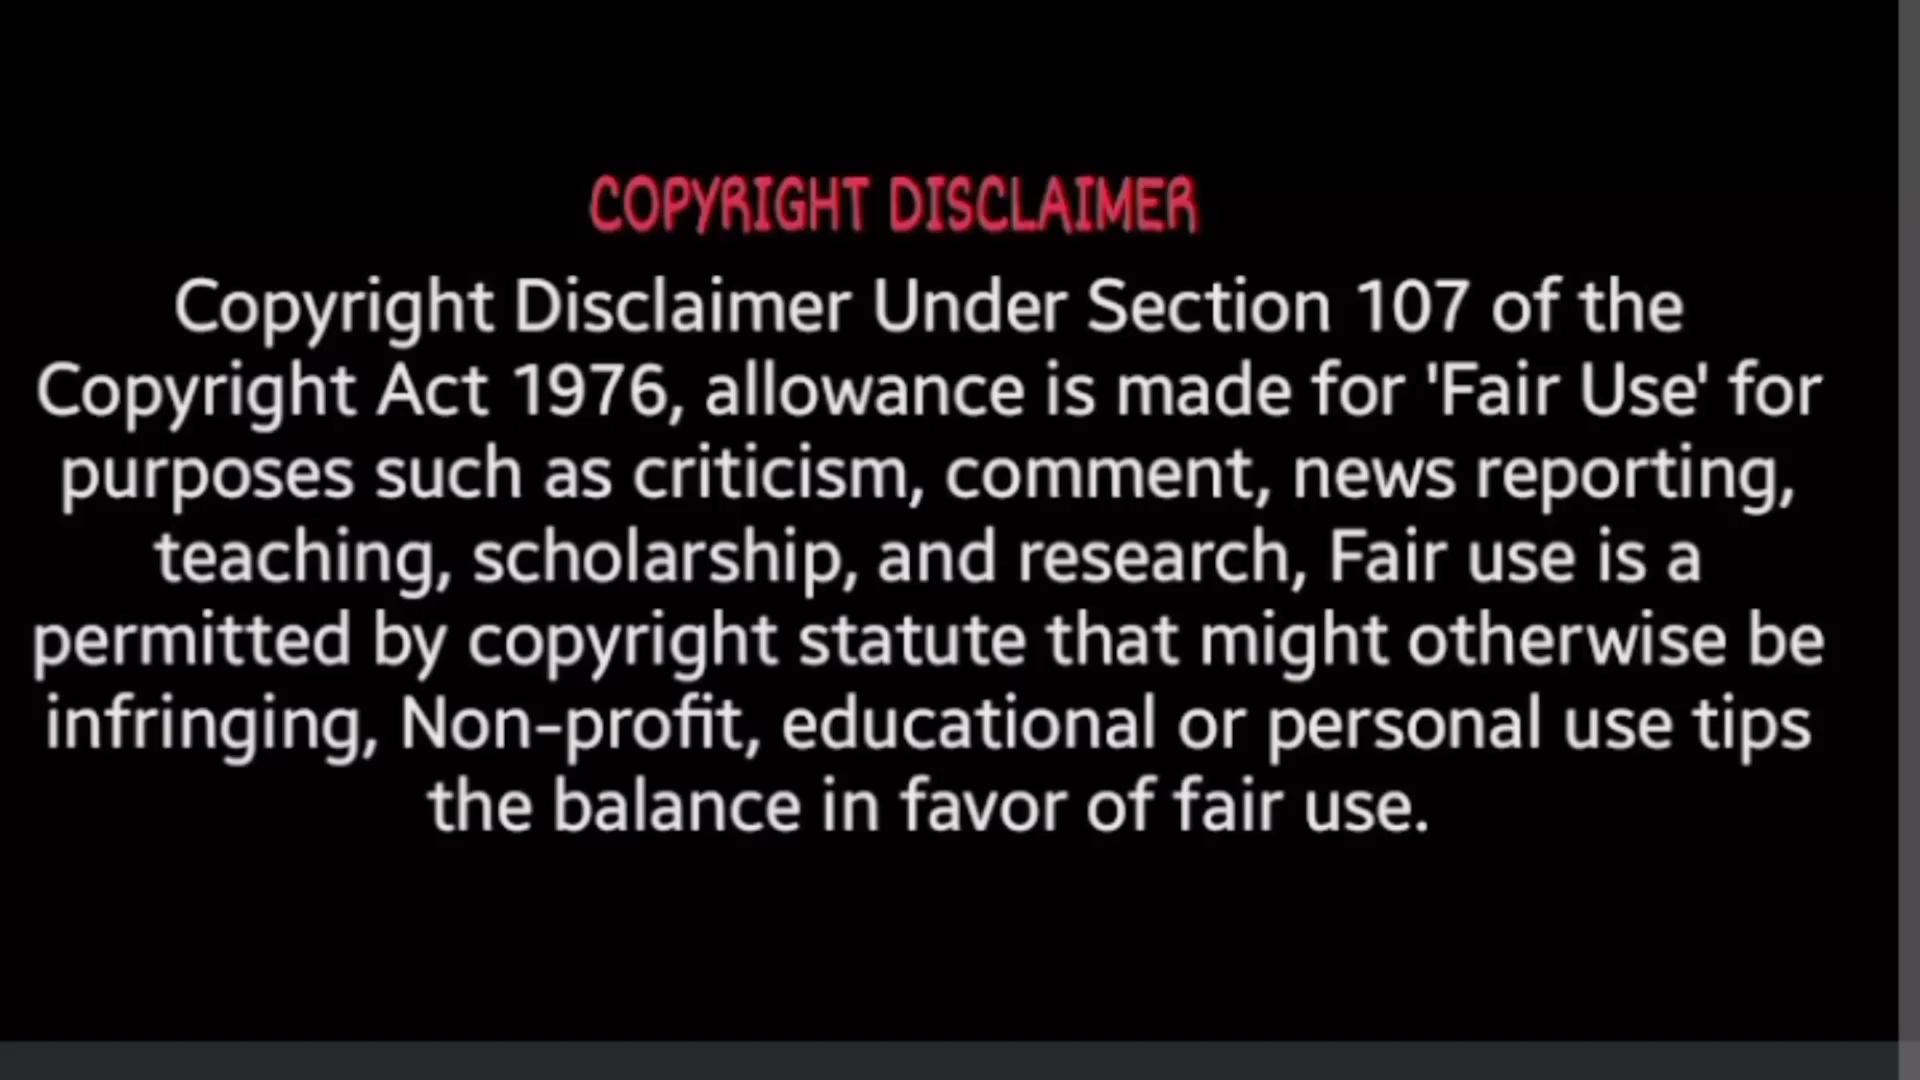 COPYRIGHT DISCLAIMER
Copyright Disclaimer Under Section 107 of the
Copyright Act 1976, allowance is made for 'Fair Use' for
purposes such as criticism, comment, news reporting,
teaching, scholarship, and research, Fair use is a
permitted by copyright statute that might otherwise be
infringing, Non-profit, educational or personal use tips
the balance in favor of fair use.